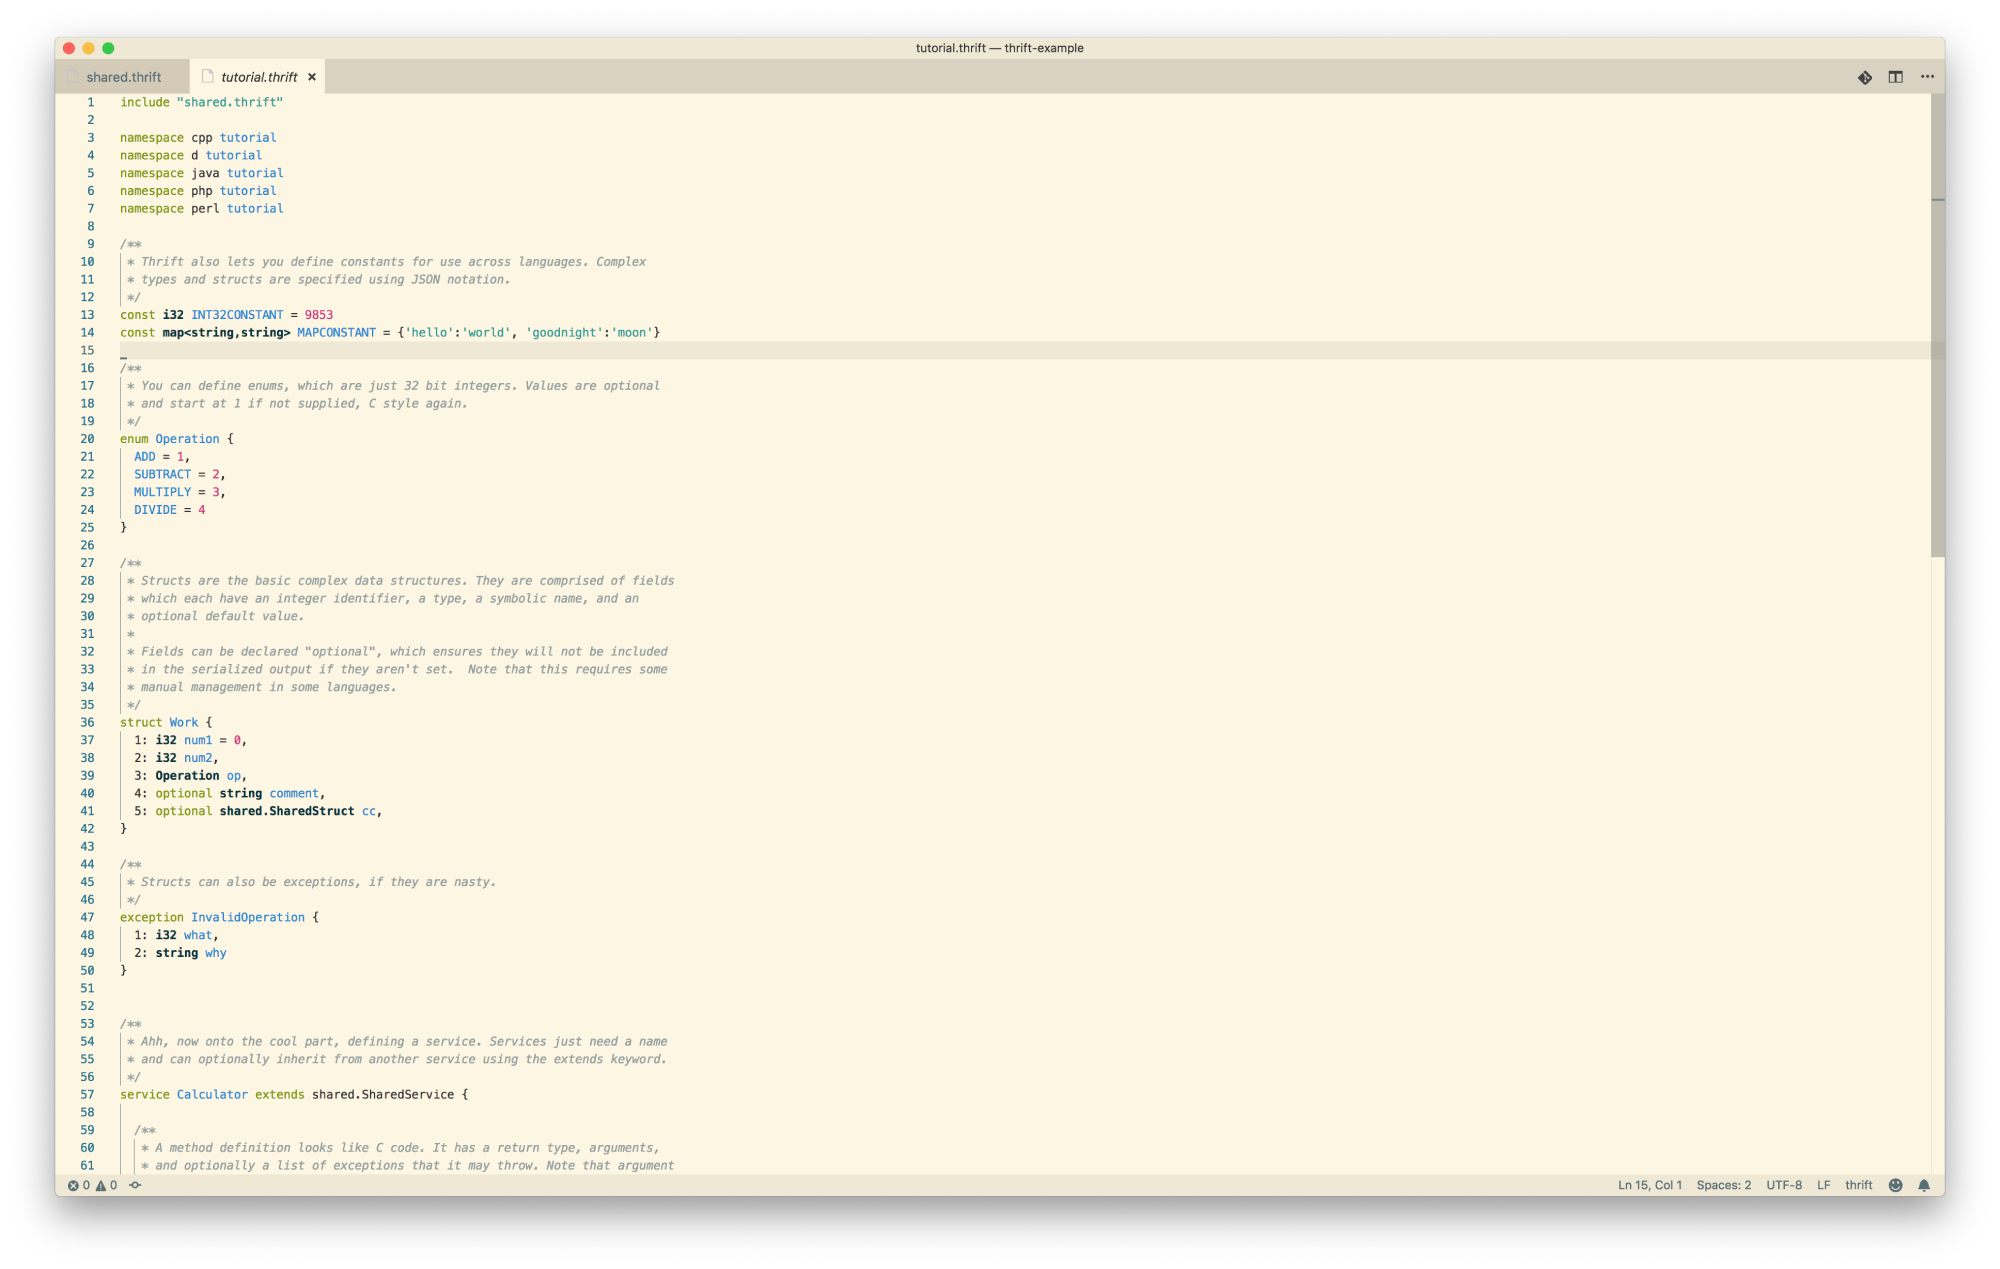 tutorial.thrift — thrift-example
shared.thrift
tutorial.thrift ×
1 include "shared.thrift"
2
3 namespace cpp tutorial
4 namespace d tutorial
5 namespace java tutorial
6 namespace php tutorial
7 namespace perl tutorial
8
9 /**
10  * Thrift also lets you define constants for use across languages. Complex
11  * types and structs are specified using JSON notation.
12  */
13 const i32 INT32CONSTANT = 9853
14 const map<string,string> MAPCONSTANT = {'hello':'world', 'goodnight':'moon'}
15
16 /**
17  * You can define enums, which are just 32 bit integers. Values are optional
18  * and start at 1 if not supplied, C style again.
19  */
20 enum Operation {
21   ADD = 1,
22   SUBTRACT = 2,
23   MULTIPLY = 3,
24   DIVIDE = 4
25 }
26
27 /**
28  * Structs are the basic complex data structures. They are comprised of fields
29  * which each have an integer identifier, a type, a symbolic name, and an
30  * optional default value.
31  *
32  * Fields can be declared "optional", which ensures they will not be included
33  * in the serialized output if they aren't set.  Note that this requires some
34  * manual management in some languages.
35  */
36 struct Work {
37   1: i32 num1 = 0,
38   2: i32 num2,
39   3: Operation op,
40   4: optional string comment,
41   5: optional shared.SharedStruct cc,
42 }
43
44 /**
45  * Structs can also be exceptions, if they are nasty.
46  */
47 exception InvalidOperation {
48   1: i32 what,
49   2: string why
50 }
51
52
53 /**
54  * Ahh, now onto the cool part, defining a service. Services just need a name
55  * and can optionally inherit from another service using the extends keyword.
56  */
57 service Calculator extends shared.SharedService {
58
59   /**
60    * A method definition looks like C code. It has a return type, arguments,
61    * and optionally a list of exceptions that it may throw. Note that argument
0 0 Ln 15, Col 1 Spaces: 2 UTF-8 LF thrift